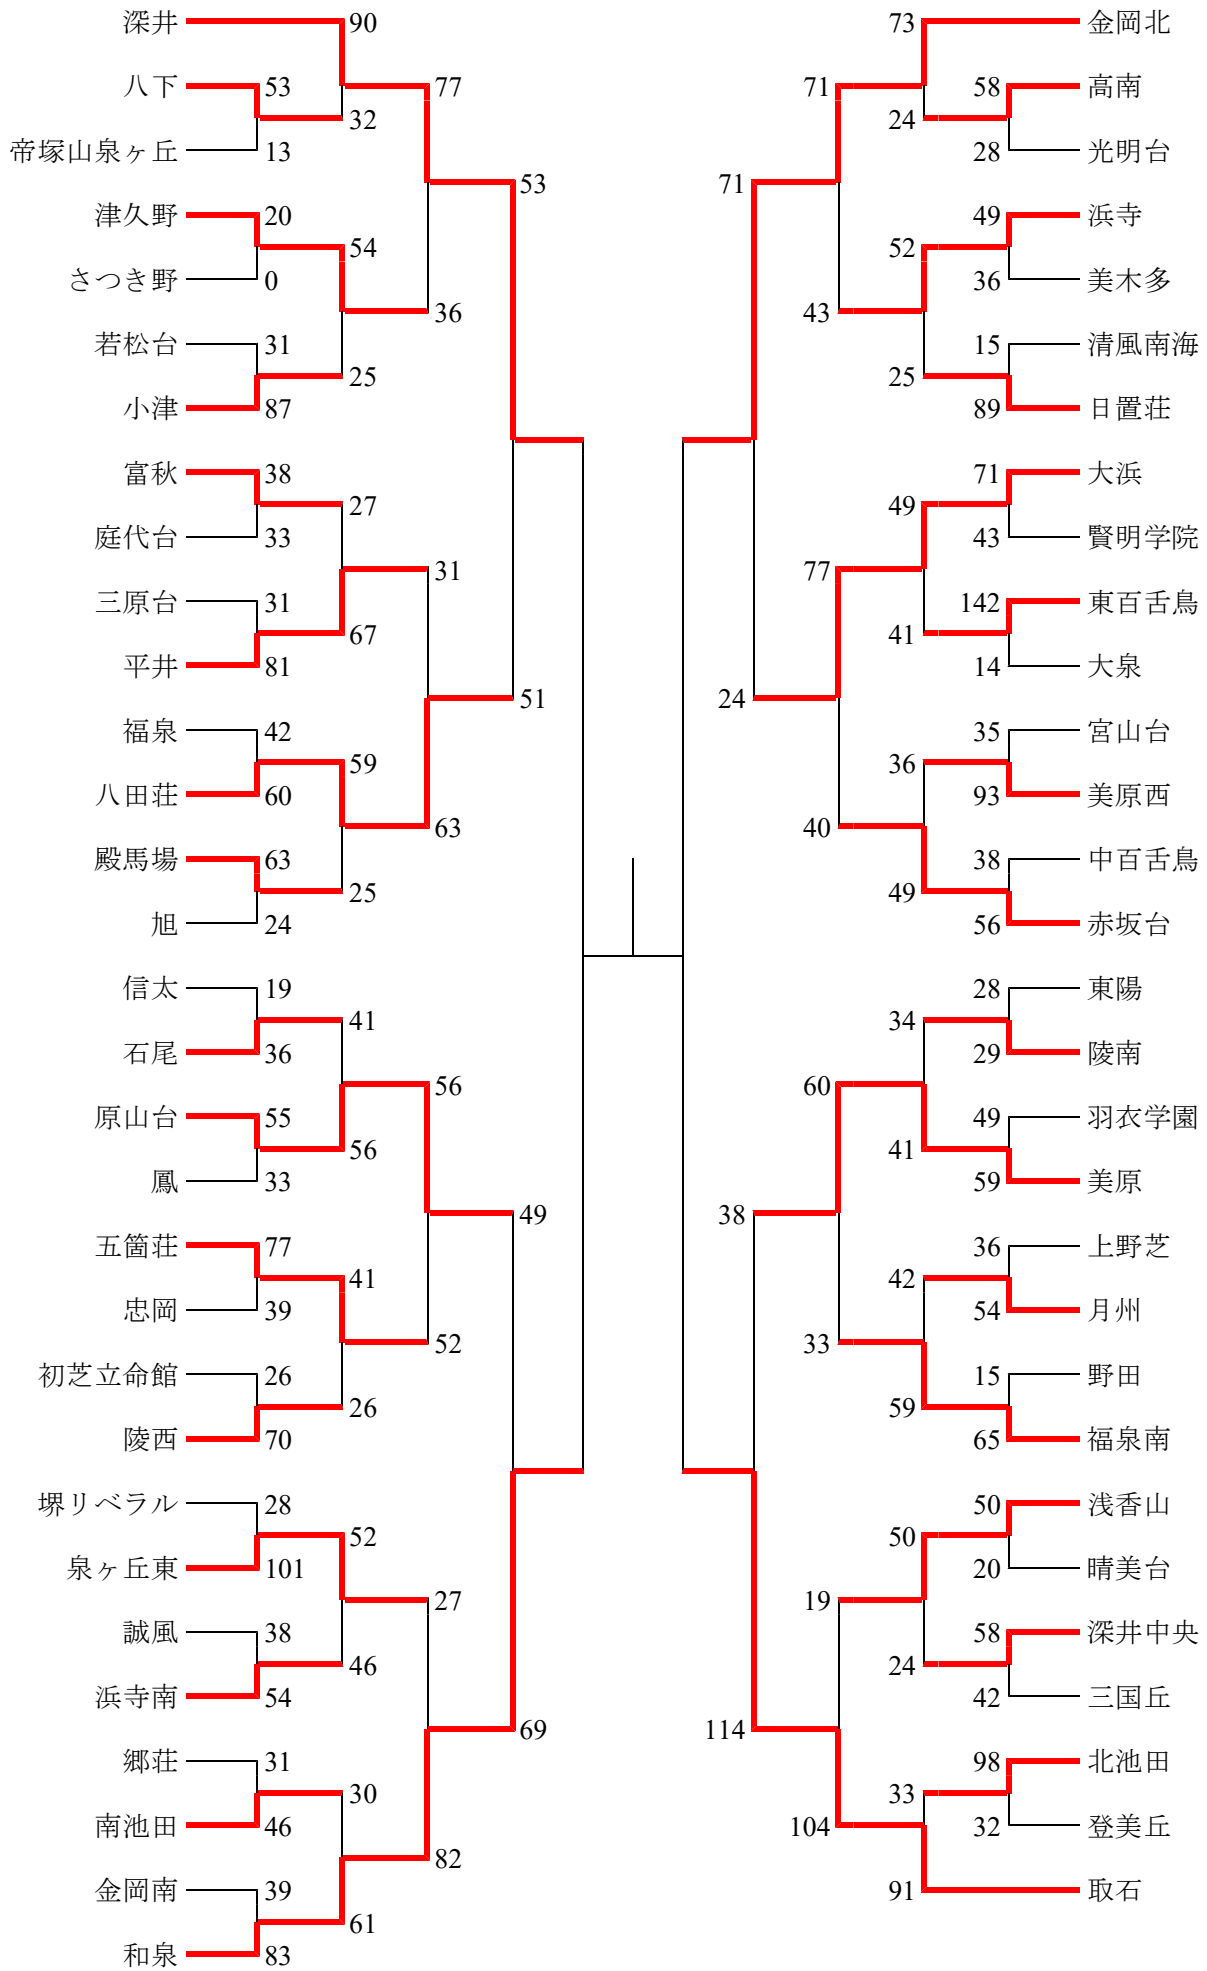 深井 90 73 金岡北
八下 53 77 71 58 高南
32 24
帝塚山泉ヶ丘 13 28 光明台
53 71
津久野 20 49 浜寺
54 52
さつき野 0 36 美木多
36 43
若松台 31 15 清風南海
25 25
小津 87 89 日置荘
富秋 38 71 大浜
27 49
庭代台 33 43 賢明学院
31 77
三原台 31 142 東百舌鳥
67 41
平井 81 14 大泉
51 24
福泉 42 35 宮山台
59 36
八田荘 60 93 美原西
63 40
殿馬場 63 38 中百舌鳥
25 49
旭 24 56 赤坂台
信太 19 28 東陽
41 34
石尾 36 29 陵南
56 60
原山台 55 49 羽衣学園
56 41
鳳 33 59 美原
49 38
五箇荘 77 36 上野芝
41 42
忠岡 39 54 月州
52 33
初芝立命館 26 15 野田
26 59
陵西 70 65 福泉南
堺リベラル 28 50 浅香山
52 50
泉ヶ丘東 101 20 晴美台
27 19
誠風 38 58 深井中央
46 24
浜寺南 54 42 三国丘
69 114
郷荘 31 98 北池田
30 33
南池田 46 104 32 登美丘
82
金岡南 39 91 取石
61
和泉 83